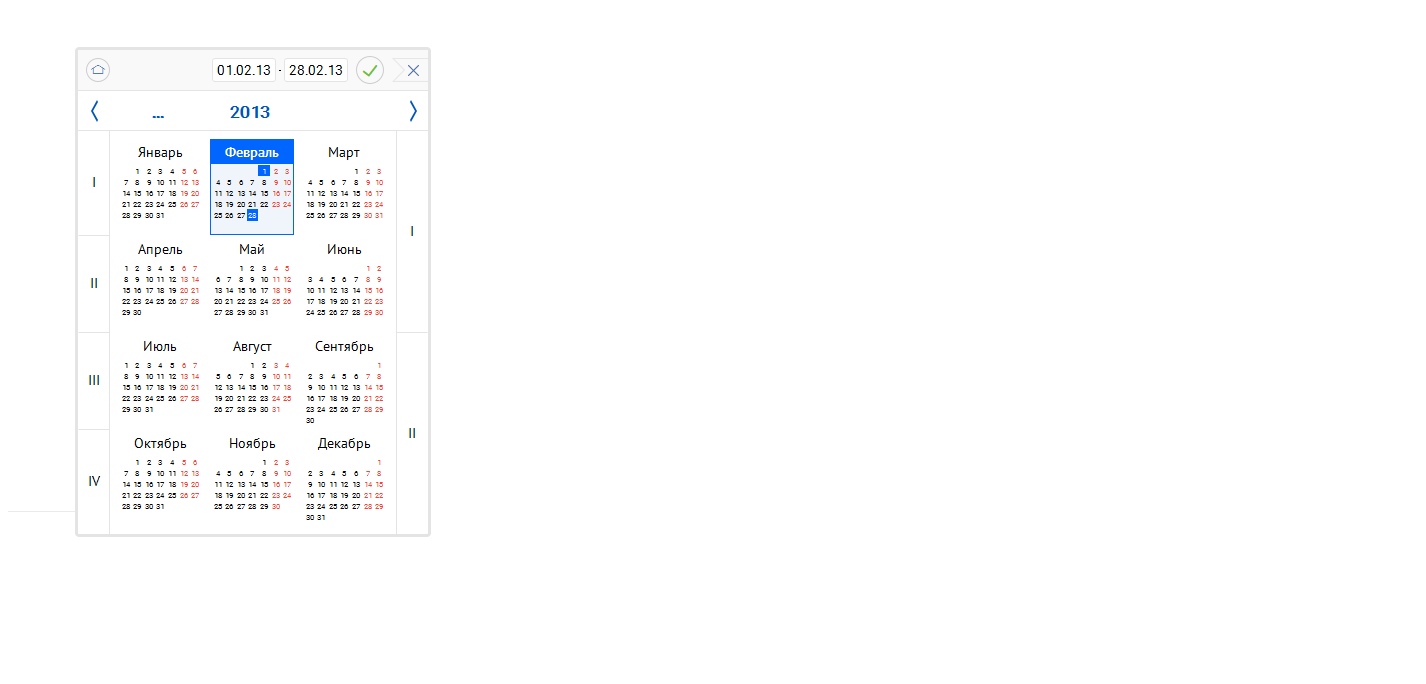 01.02.13 - 28.02.13
... 2013
Январь Февраль Март
1 2 3 4 5 6 1 2 3 1 2 3
7 8 9 10 11 12 13 4 5 6 7 8 9 10 4 5 6 7 8 9 10
14 15 16 17 18 19 20 11 12 13 14 15 16 17 11 12 13 14 15 16 17
I
21 22 23 24 25 26 27 18 19 20 21 22 23 24 18 19 20 21 22 23 24
28 29 30 31 25 26 27 28 25 26 27 28 29 30 31
I
Апрель Май Июнь
1 2 3 4 5 6 7 1 2 3 4 5 1 2
8 9 10 11 12 13 14 6 7 8 9 10 11 12 3 4 5 6 7 8 9
II
15 16 17 18 19 20 21 13 14 15 16 17 18 19 10 11 12 13 14 15 16
22 23 24 25 26 27 28 20 21 22 23 24 25 26 17 18 19 20 21 22 23
29 30 27 28 29 30 31 24 25 26 27 28 29 30
Июль Август Сентябрь
1 2 3 4 5 6 7 1 2 3 4 1
8 9 10 11 12 13 14 5 6 7 8 9 10 11 2 3 4 5 6 7 8
III
15 16 17 18 19 20 21 12 13 14 15 16 17 18 9 10 11 12 13 14 15
22 23 24 25 26 27 28 19 20 21 22 23 24 25 16 17 18 19 20 21 22
29 30 31 26 27 28 29 30 31 23 24 25 26 27 28 29
30
II
Октябрь Ноябрь Декабрь
1 2 3 4 5 6 1 2 3 1
7 8 9 10 11 12 13 4 5 6 7 8 9 10 2 3 4 5 6 7 8
IV
14 15 16 17 18 19 20 11 12 13 14 15 16 17 9 10 11 12 13 14 15
21 22 23 24 25 26 27 18 19 20 21 22 23 24 16 17 18 19 20 21 22
28 29 30 31 25 26 27 28 29 30 23 24 25 26 27 28 29
30 31